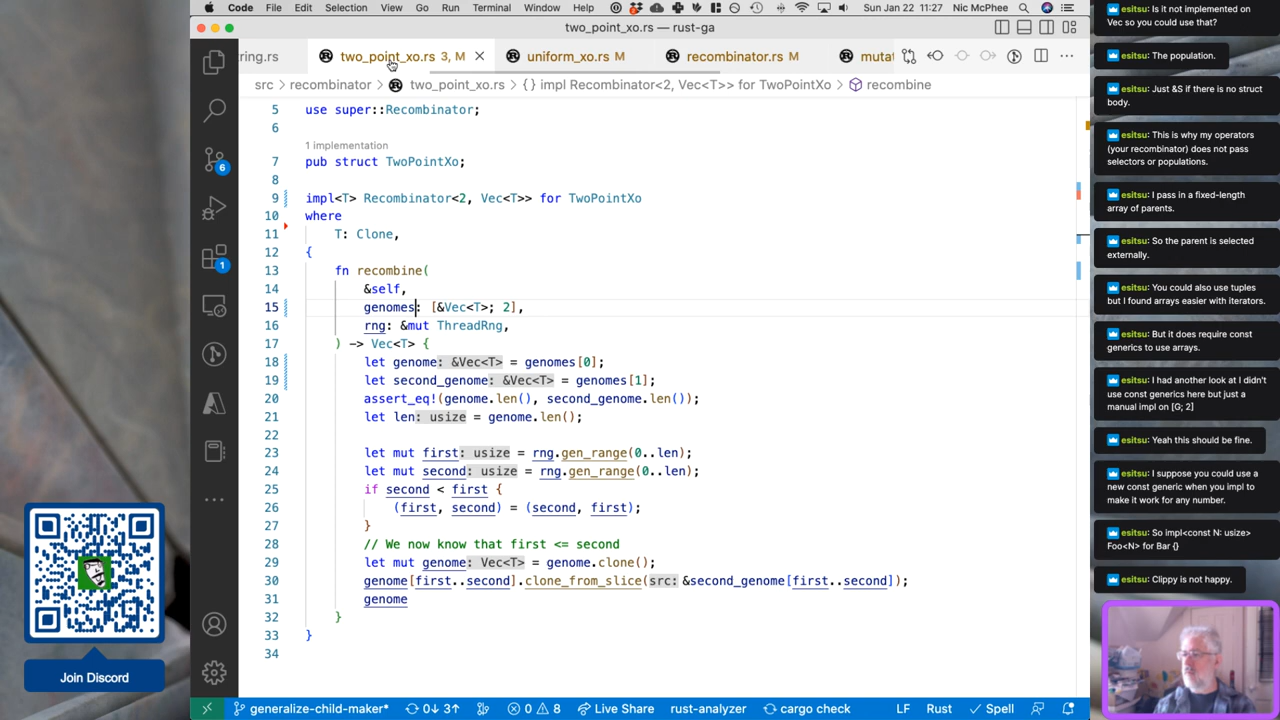 Code File Edit Selection View Go Run Terminal Window Help Sun Jan 22 11:27 Nic McPhee
two_point_xo.rs — rust-ga
ring.rs two_point_xo.rs 3, M uniform_xo.rs M recombinator.rs M mutat
src > recombinator > two_point_xo.rs > {} impl Recombinator<2, Vec<T>> for TwoPointXo > recombine
5 use super::Recombinator;
6
1 implementation
7 pub struct TwoPointXo;
8
9 impl<T> Recombinator<2, Vec<T>> for TwoPointXo
10 where
11 T: Clone,
12 {
13 fn recombine(
14 &self,
15 genomes: [&Vec<T>; 2],
16 rng: &mut ThreadRng,
17 ) -> Vec<T> {
18 let genome: &Vec<T> = genomes[0];
19 let second_genome: &Vec<T> = genomes[1];
20 assert_eq!(genome.len(), second_genome.len());
21 let len: usize = genome.len();
22
23 let mut first: usize = rng.gen_range(0..len);
24 let mut second: usize = rng.gen_range(0..len);
25 if second < first {
26 (first, second) = (second, first);
27 }
28 // We now know that first <= second
29 let mut genome: Vec<T> = genome.clone();
30 genome[first..second].clone_from_slice(src: &second_genome[first..second]);
31 genome
32 }
33 }
34
6
1
generalize-child-maker* 0↓ 3↑ 0 8 Live Share rust-analyzer cargo check LF Rust Spell
Join Discord
esitsu: Is it not implemented on
Vec so you could use that?
esitsu: The population.
esitsu: Just &S if there is no struct
body.
esitsu: This is why my operators
(your recombinator) does not pass
selectors or populations.
esitsu: I pass in a fixed-length
array of parents.
esitsu: So the parent is selected
externally.
esitsu: You could also use tuples
but I found arrays easier with iterators.
esitsu: But it does require const
generics to use arrays.
esitsu: I had another look at I didn't
use const generics here but just a
manual impl on [G; 2]
esitsu: Yeah this should be fine.
esitsu: I suppose you could use a
new const generic when you impl to
make it work for any number.
esitsu: So impl<const N: usize>
Foo<N> for Bar {}
esitsu: Clippy is not happy.